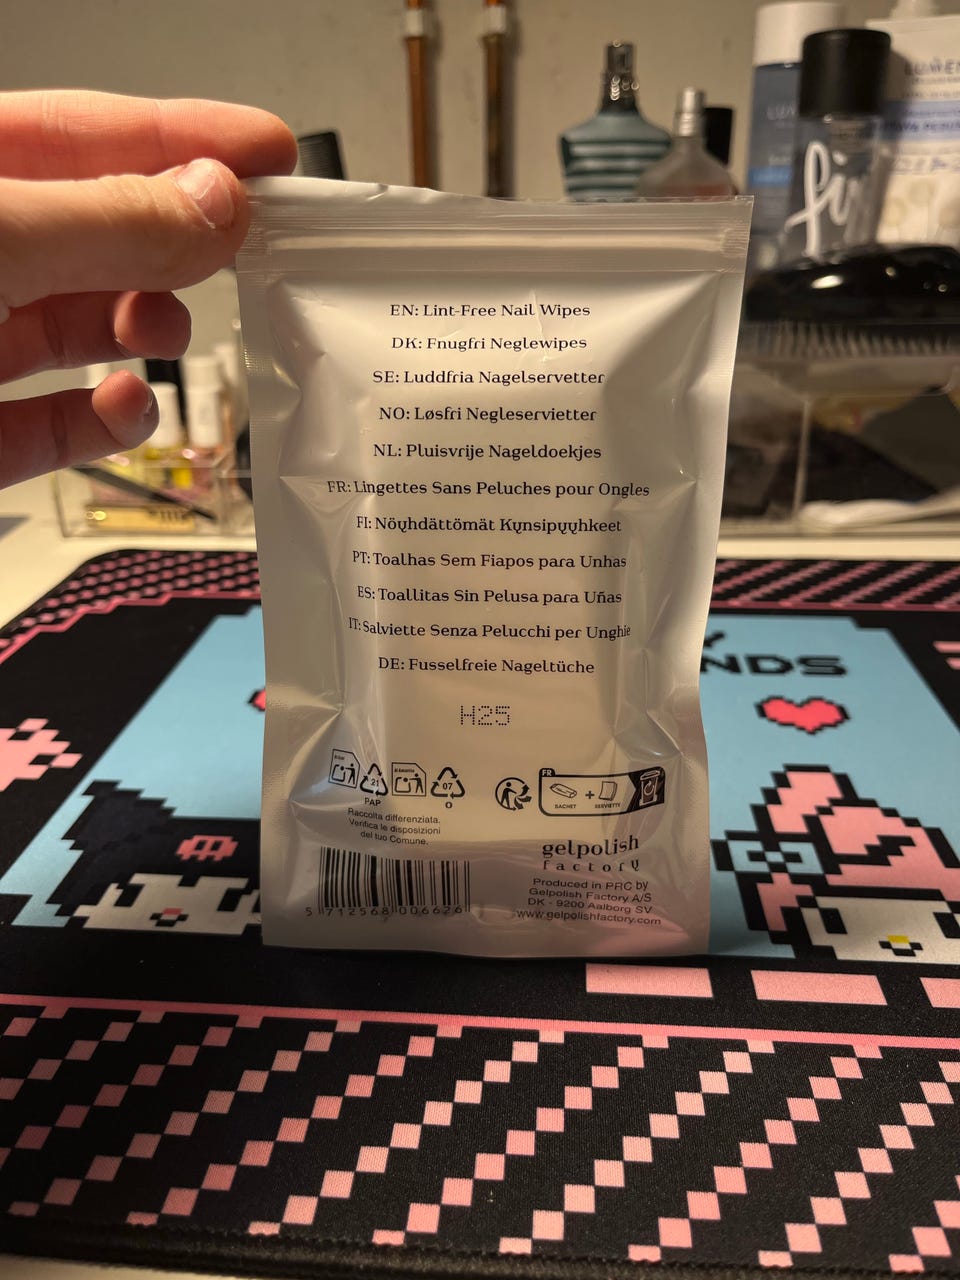 LUMEN
fix
EN: Lint-Free Nail Wipes
DK: Fnugfri Neglewipes
SE: Luddfria Nagelservetter
NO: Løsfri Negleservietter
NL: Pluisvrije Nageldoekjes
FR: Lingettes Sans Peluches pour Ongles
FI: Nöyhdättömät Kynsipyyhkeet
PT: Toalhas Sem Fiapos para Unhas
ES: Toallitas Sin Pelusa para Uñas
IT: Salviette Senza Pelucchi per Unghie
DE: Fusselfreie Nageltüche
NDS
H25
21
PAP
07
O
FR
SACHET + SERVIETTE
Raccolta differenziata.
Verifica le disposizioni
del tuo Comune.
5 712568 006626
gelpolish
factory
Produced in PRC by
Gelpolish Factory A/S
DK - 9200 Aalborg SV
www.gelpolishfactory.com